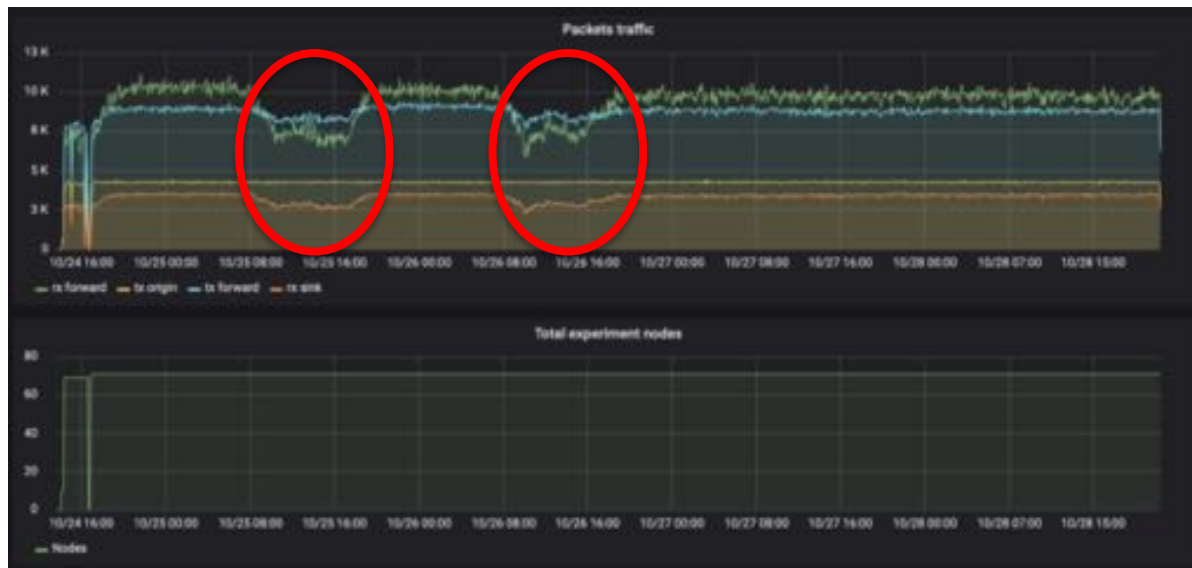 Packets traffic
13 K
10 K
8 K
5 K
3 K
0
10/24 16:00 10/25 00:00 10/25 08:00 10/25 16:00 10/26 00:00 10/26 08:00 10/26 16:00 10/27 00:00 10/27 08:00 10/27 16:00 10/28 00:00 10/28 07:00 10/28 15:00
rx forward tx origin tx forward rx sink
Total experiment nodes
80
60
40
20
0
10/24 16:00 10/25 00:00 10/25 08:00 10/25 16:00 10/26 00:00 10/26 08:00 10/26 16:00 10/27 00:00 10/27 08:00 10/27 16:00 10/28 00:00 10/28 07:00 10/28 15:00
Nodes